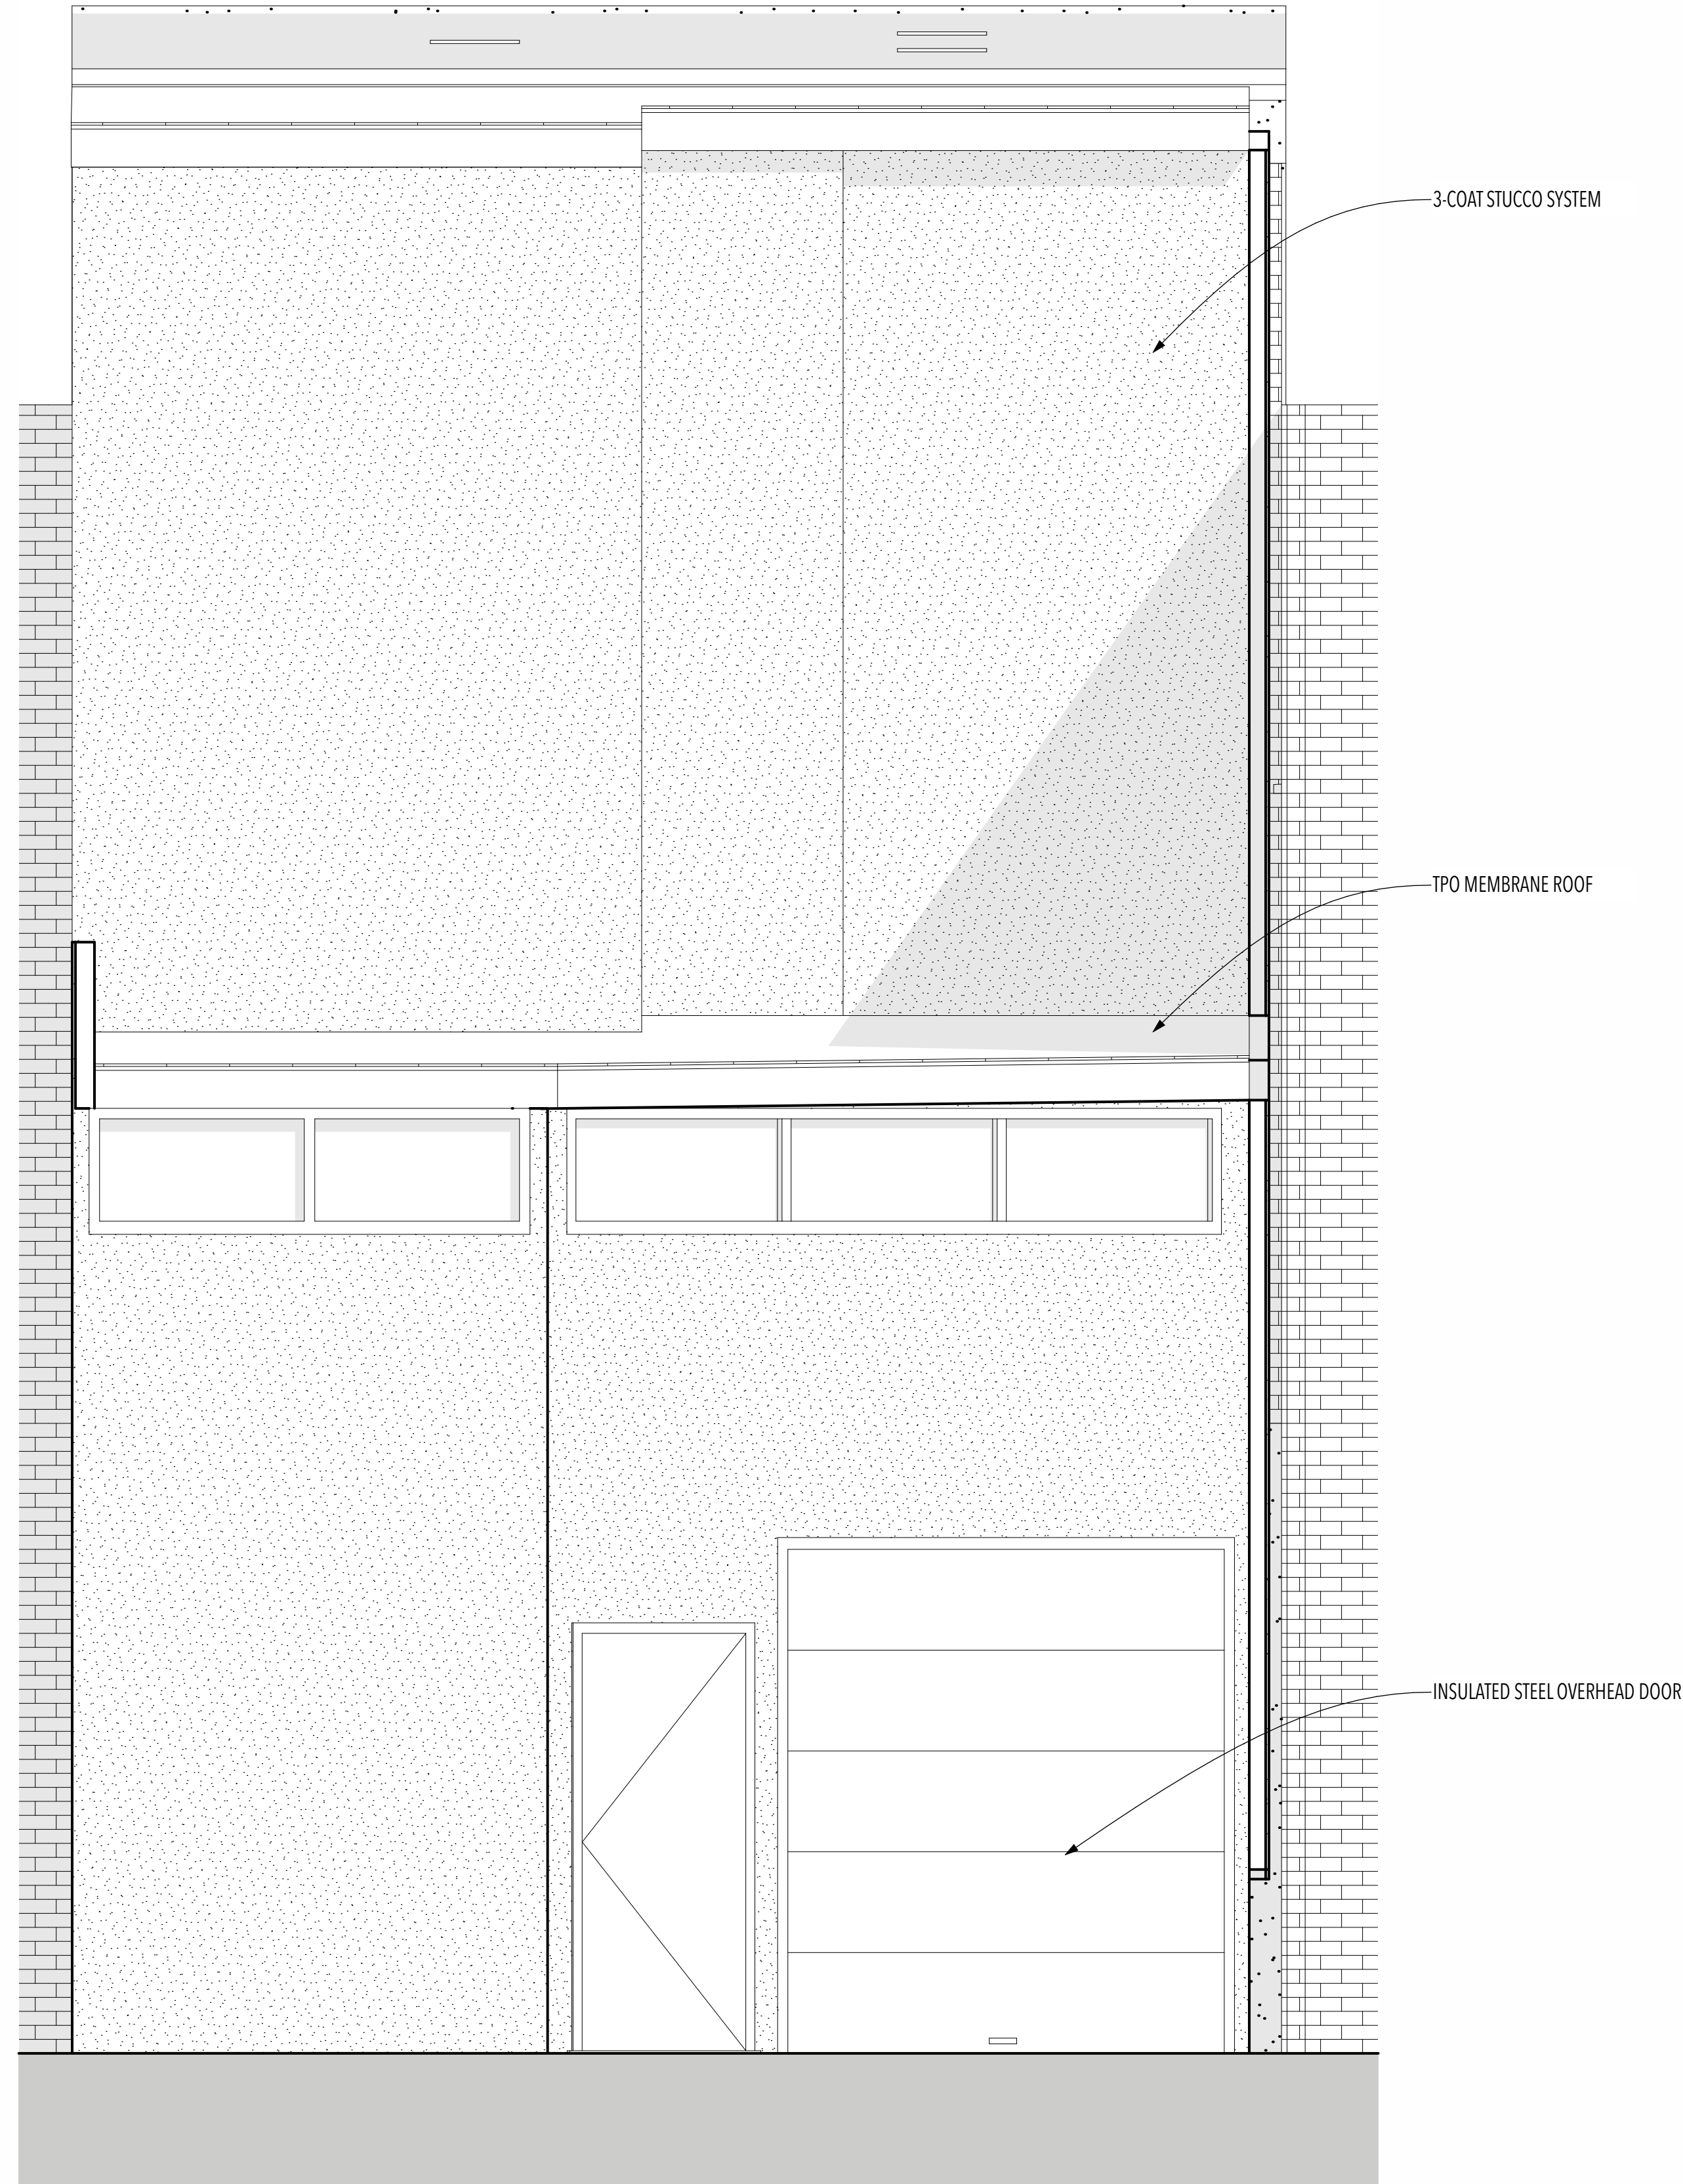 3-COAT STUCCO SYSTEM
TPO MEMBRANE ROOF
INSULATED STEEL OVERHEAD DOOR